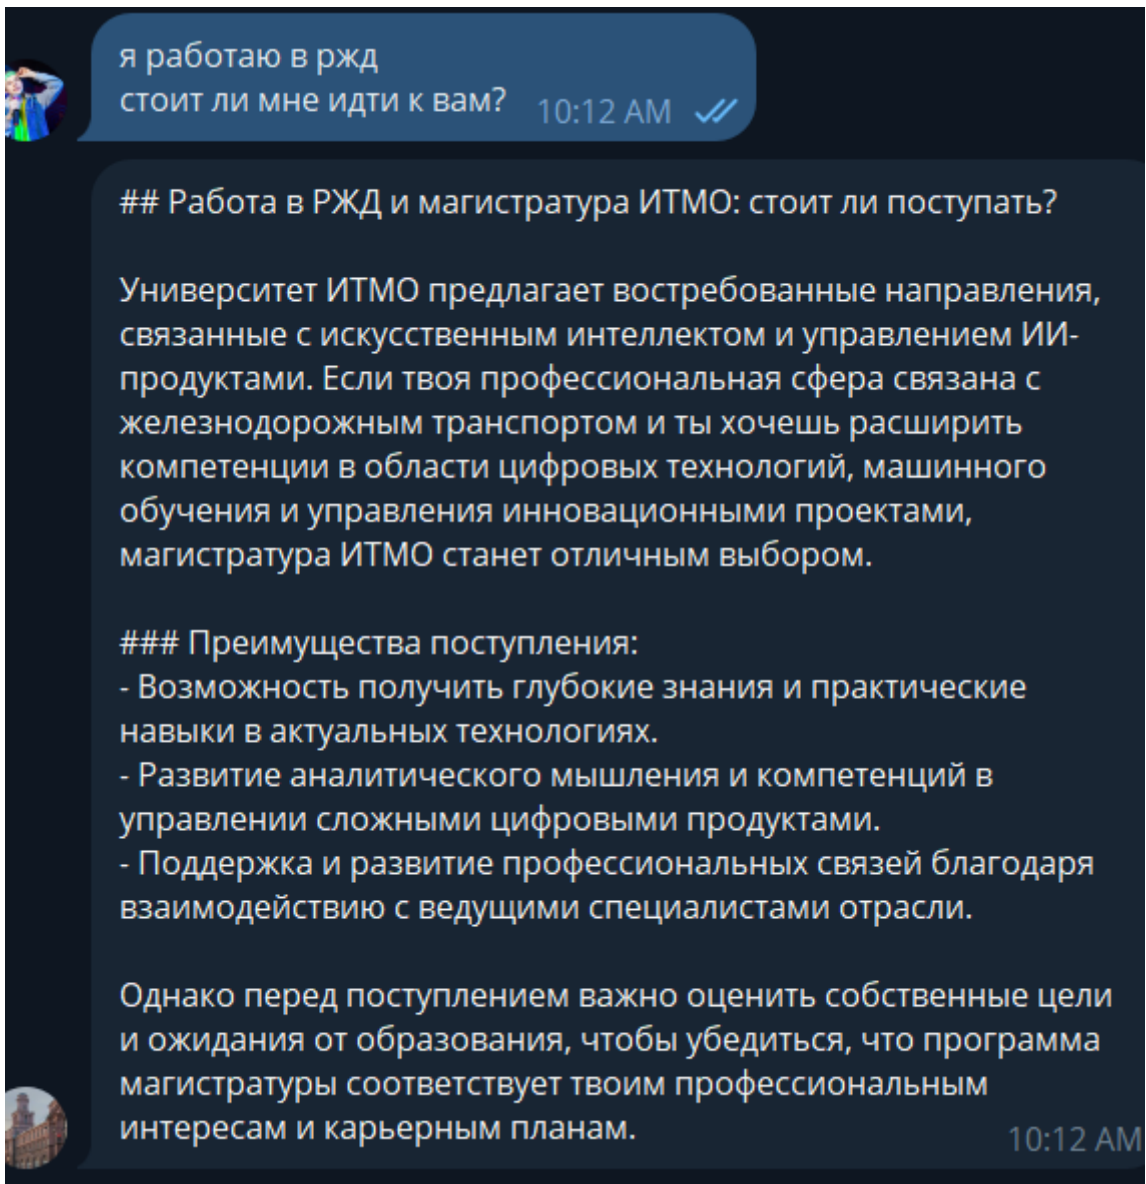 я работаю в ржд
стоит ли мне идти к вам? 10:12 AM
## Работа в РЖД и магистратура ИТМО: стоит ли поступать?
Университет ИТМО предлагает востребованные направления,
связанные с искусственным интеллектом и управлением ИИ-
продуктами. Если твоя профессиональная сфера связана с
железнодорожным транспортом и ты хочешь расширить
компетенции в области цифровых технологий, машинного
обучения и управления инновационными проектами,
магистратура ИТМО станет отличным выбором.
### Преимущества поступления:
- Возможность получить глубокие знания и практические
навыки в актуальных технологиях.
- Развитие аналитического мышления и компетенций в
управлении сложными цифровыми продуктами.
- Поддержка и развитие профессиональных связей благодаря
взаимодействию с ведущими специалистами отрасли.
Однако перед поступлением важно оценить собственные цели
и ожидания от образования, чтобы убедиться, что программа
магистратуры соответствует твоим профессиональным
интересам и карьерным планам.
10:12 AM